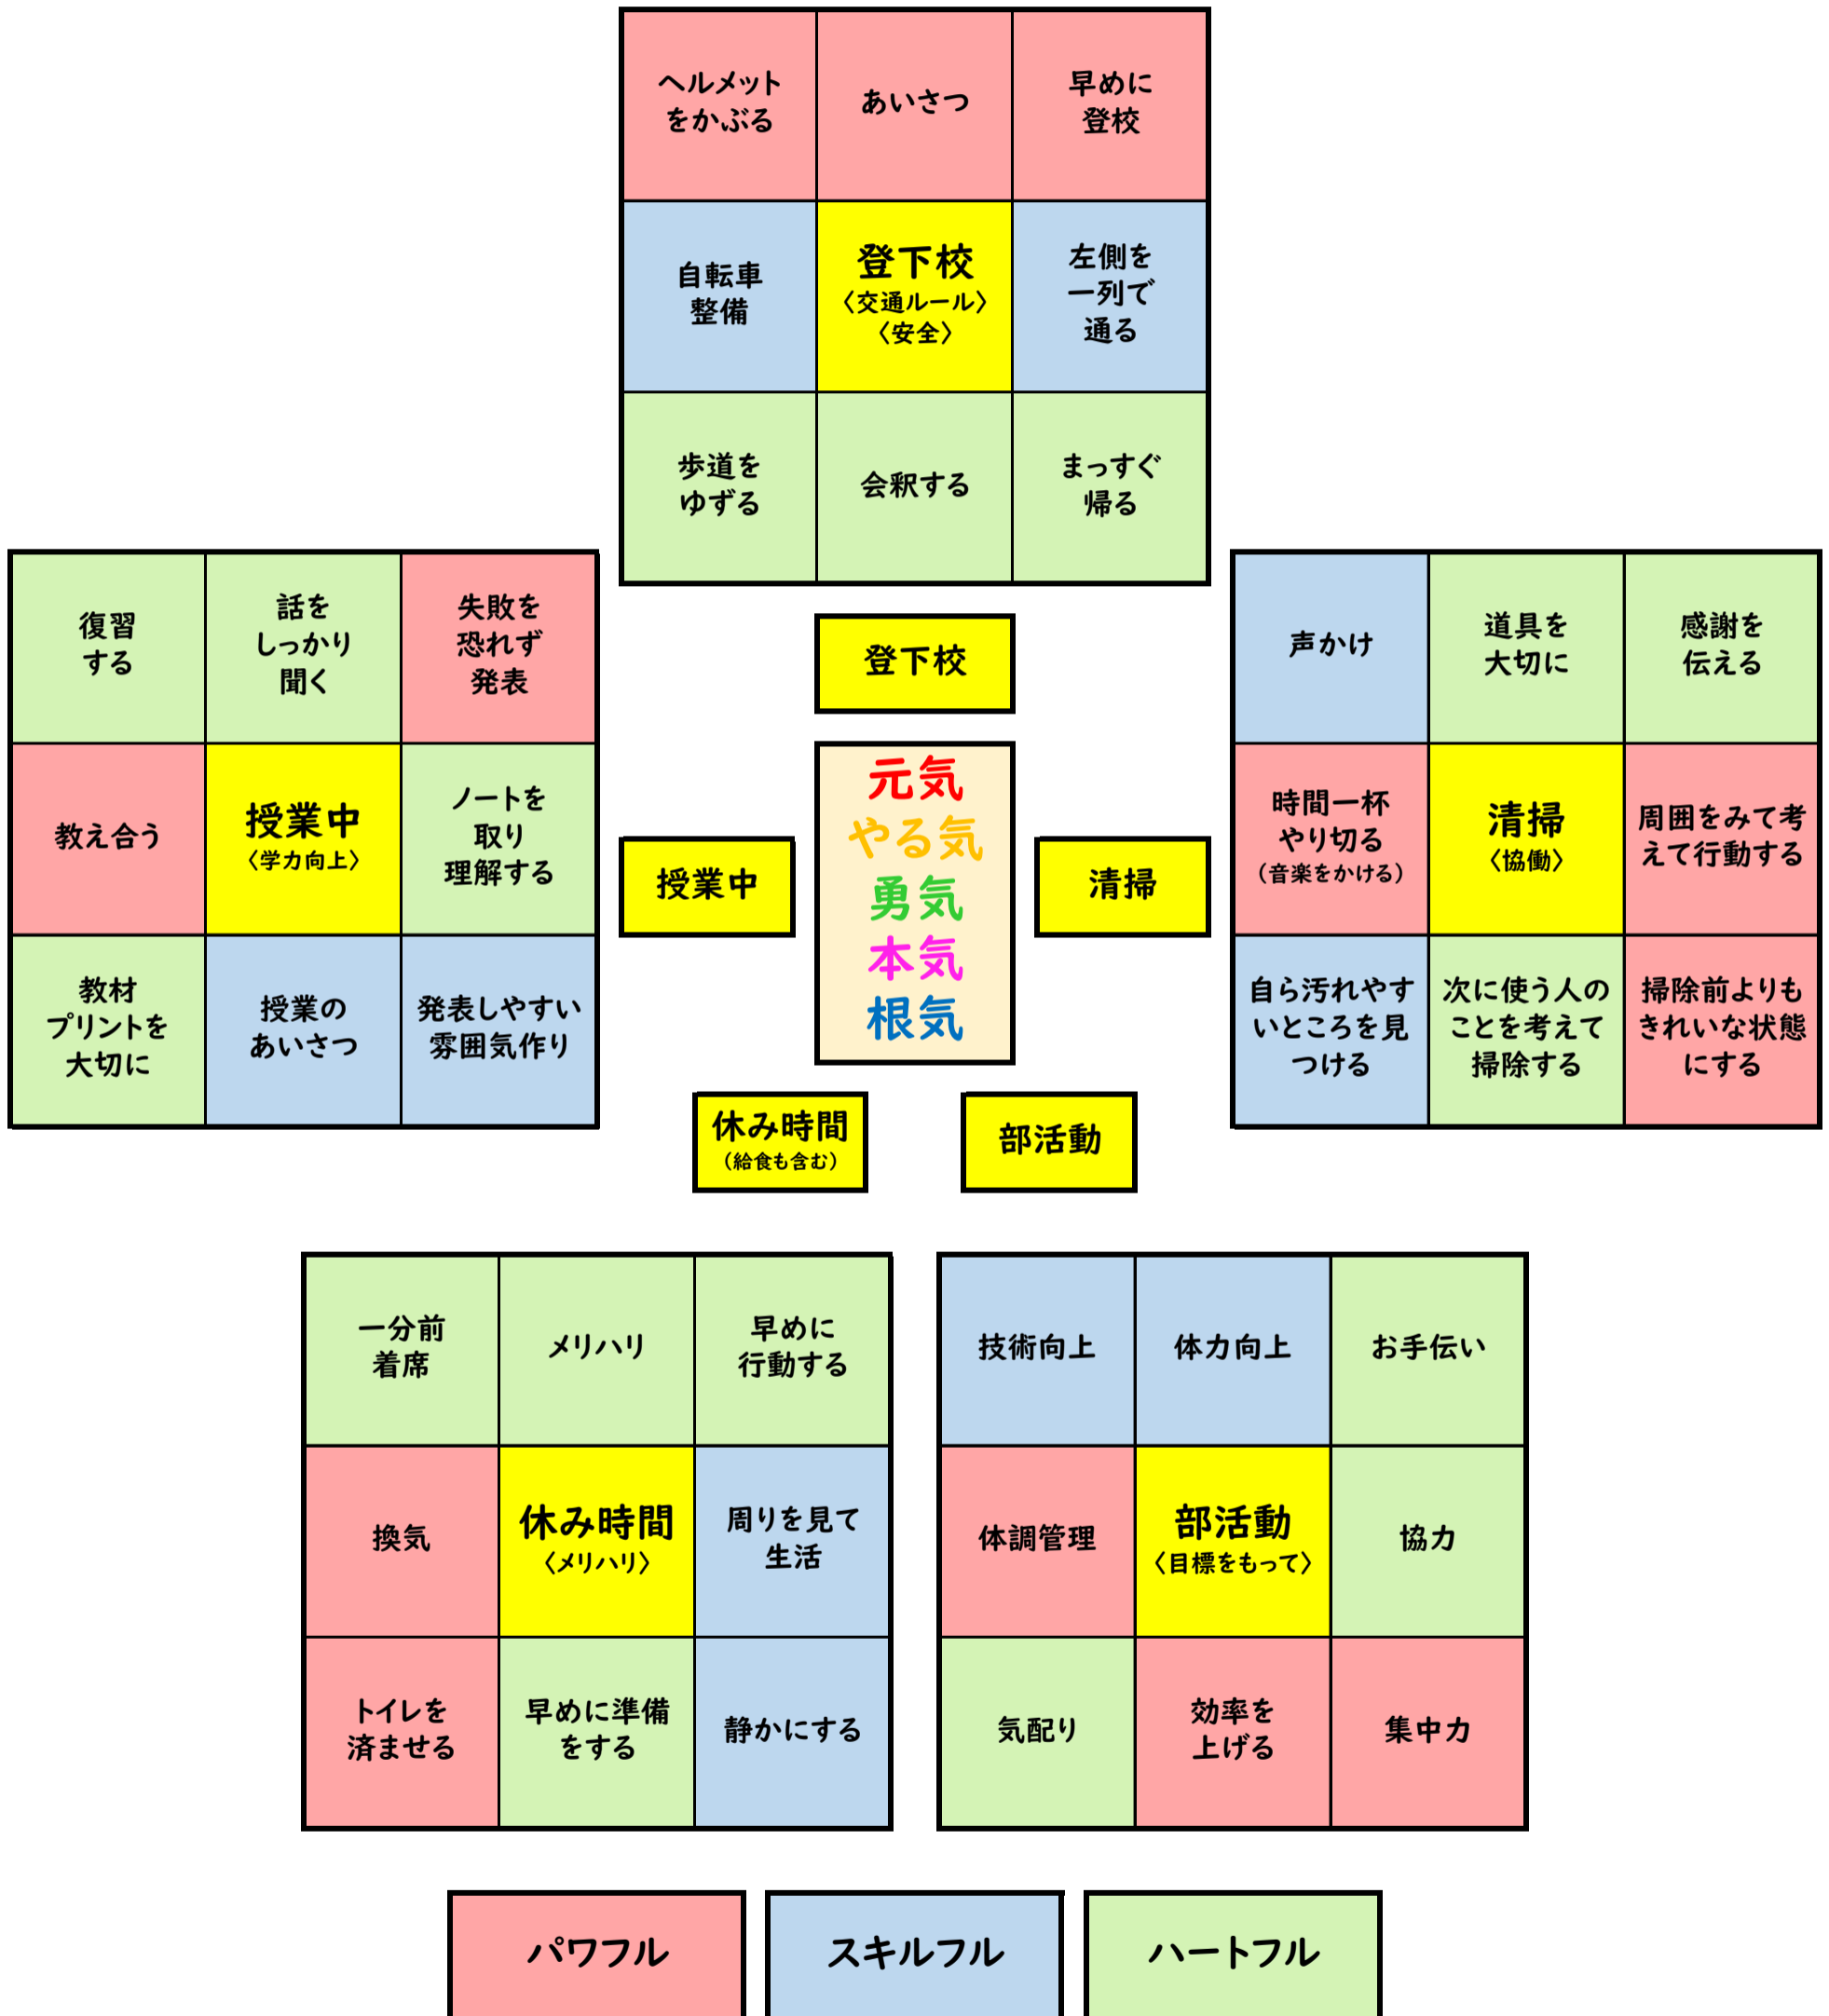 ヘルメット
をかぶる
あいさつ
早めに
登校
自転車
整備
登下校
〈交通ルール〉
〈安全〉
左側を
一列で
通る
歩道を
ゆずる
会釈する
まっすぐ
帰る
復習
する
話を
しっかり
聞く
失敗を
恐れず
発表
教え合う
授業中
〈学力向上〉
ノートを
取り
理解する
教材
プリントを
大切に
授業の
あいさつ
発表しやすい
雰囲気作り
登下校
授業中
元気
やる気
勇気
本気
根気
清掃
休み時間
（給食も含む）
部活動
声かけ
道具を
大切に
感謝を
伝える
時間一杯
やり切る
（音楽をかける）
清掃
〈協働〉
周囲をみて考
えて行動する
自ら汚れやす
いところを見
つける
次に使う人の
ことを考えて
掃除する
掃除前よりも
きれいな状態
にする
一分前
着席
メリハリ
早めに
行動する
換気
休み時間
〈メリハリ〉
周りを見て
生活
トイレを
済ませる
早めに準備
をする
静かにする
技術向上
体力向上
お手伝い
体調管理
部活動
〈目標をもって〉
協力
気配り
効率を
上げる
集中力
パワフル
スキルフル
ハートフル